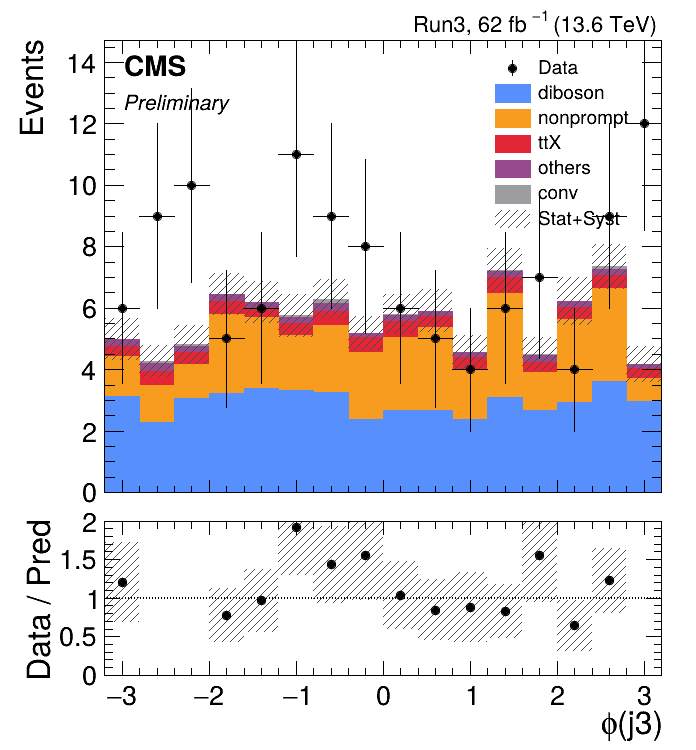 Run3, 62 fb⁻¹ (13.6 TeV)
Events
CMS
Preliminary
Data
diboson
nonprompt
ttX
others
conv
Stat+Syst
14
12
10
8
6
4
2
0
Data / Pred
2
1.5
1
0.5
0
−3 −2 −1 0 1 2 3
ϕ(j3)